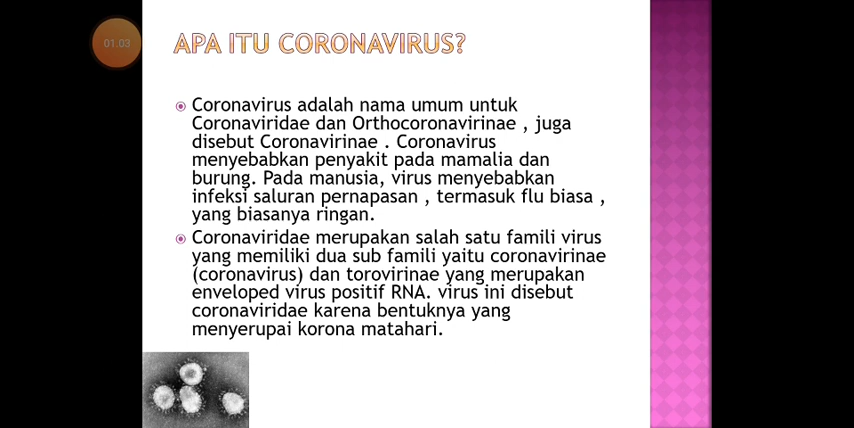 01.03
APA ITU CORONAVIRUS?
Coronavirus adalah nama umum untuk
Coronaviridae dan Orthocoronavirinae , juga
disebut Coronavirinae . Coronavirus
menyebabkan penyakit pada mamalia dan
burung. Pada manusia, virus menyebabkan
infeksi saluran pernapasan , termasuk flu biasa ,
yang biasanya ringan.
Coronaviridae merupakan salah satu famili virus
yang memiliki dua sub famili yaitu coronavirinae
(coronavirus) dan torovirinae yang merupakan
enveloped virus positif RNA. virus ini disebut
coronaviridae karena bentuknya yang
menyerupai korona matahari.